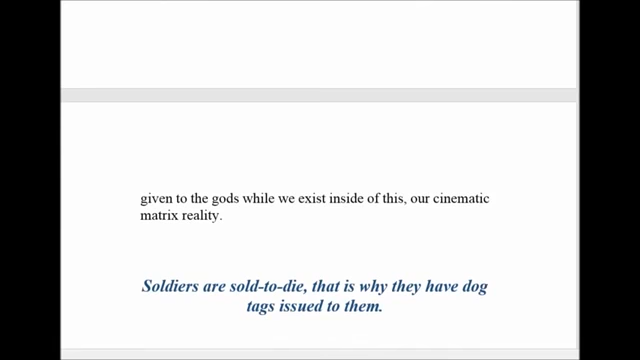 given to the gods while we exist inside of this, our cinematic
matrix reality.
Soldiers are sold-to-die, that is why they have dog
tags issued to them.